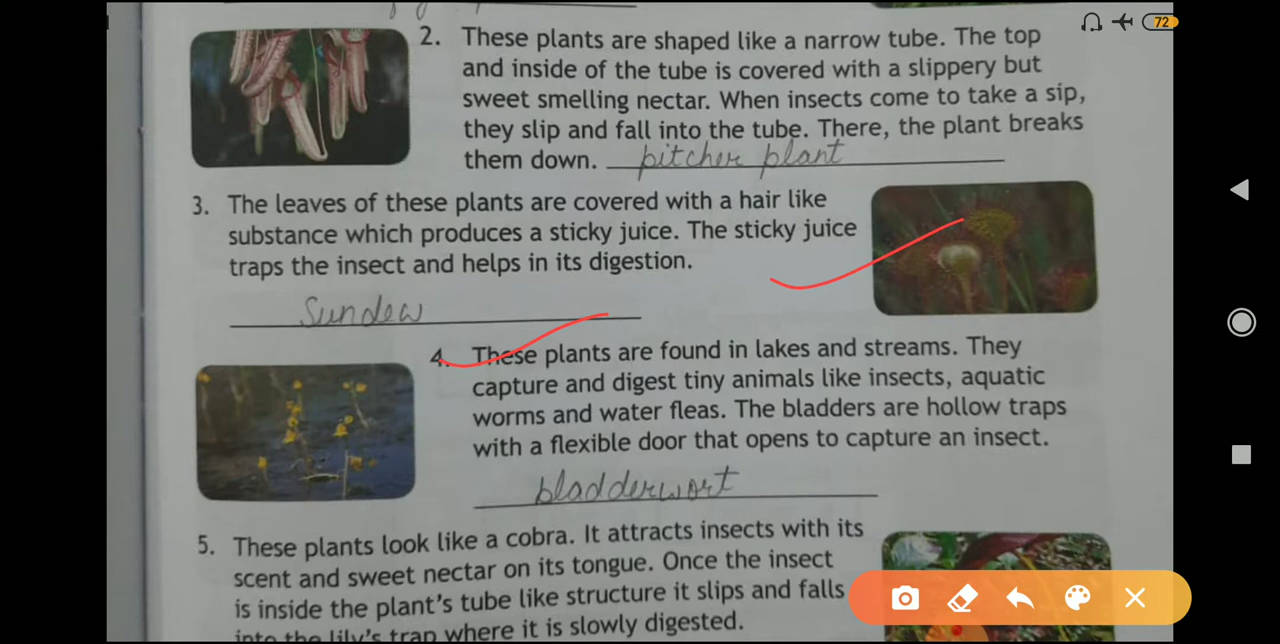 72
2. These plants are shaped like a narrow tube. The top
and inside of the tube is covered with a slippery but
sweet smelling nectar. When insects come to take a sip,
they slip and fall into the tube. There, the plant breaks
them down. pitcher plant
3. The leaves of these plants are covered with a hair like
substance which produces a sticky juice. The sticky juice
traps the insect and helps in its digestion.
Sundew
4. These plants are found in lakes and streams. They
capture and digest tiny animals like insects, aquatic
worms and water fleas. The bladders are hollow traps
with a flexible door that opens to capture an insect.
bladderwort
5. These plants look like a cobra. It attracts insects with its
scent and sweet nectar on its tongue. Once the insect
is inside the plant's tube like structure it slips and falls
into the lily's trap where it is slowly digested.